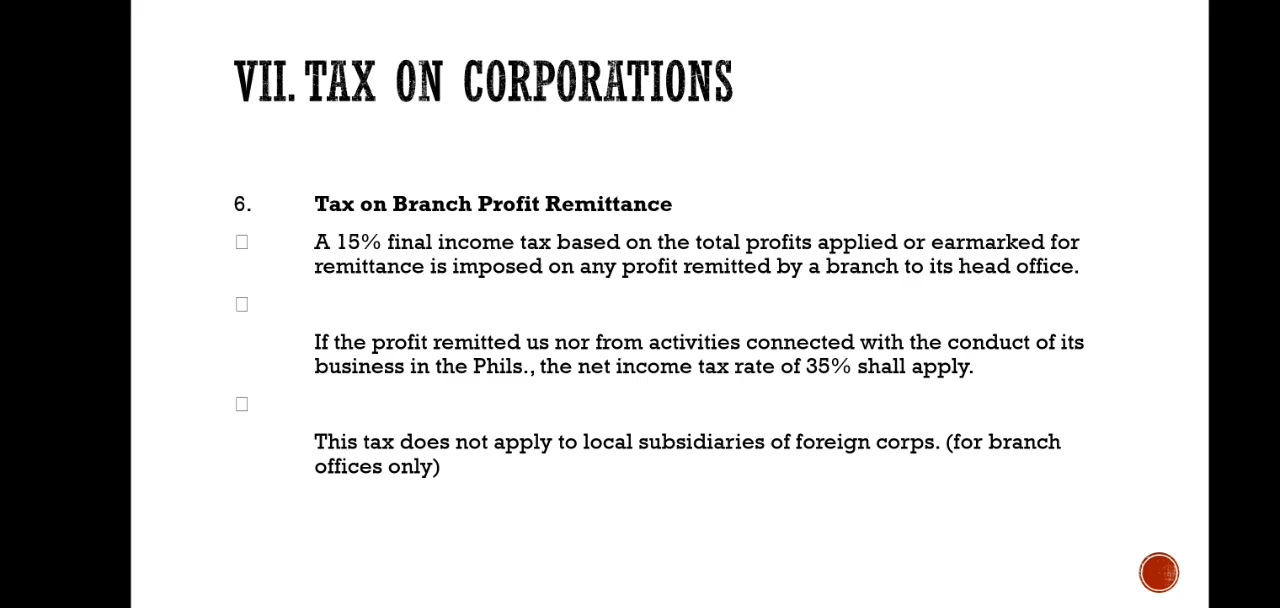 VII. TAX ON CORPORATIONS
6. Tax on Branch Profit Remittance
A 15% final income tax based on the total profits applied or earmarked for
remittance is imposed on any profit remitted by a branch to its head office.
If the profit remitted us nor from activities connected with the conduct of its
business in the Phils., the net income tax rate of 35% shall apply.
This tax does not apply to local subsidiaries of foreign corps. (for branch
offices only)